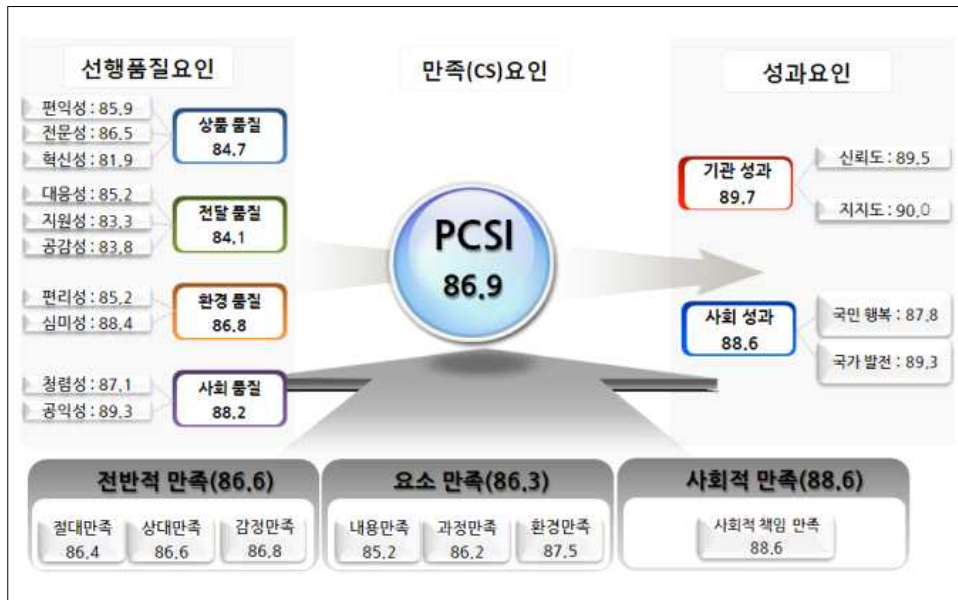 선행품질요인
편익성 : 85.9
전문성 : 86.5
혁신성 : 81.9
상품 품질
84.7
대응성 : 85.2
지원성 : 83.3
공감성 : 83.8
전달 품질
84.1
편리성 : 85.2
심미성 : 88.4
환경 품질
86.8
청렴성 : 87.1
공익성 : 89.3
사회 품질
88.2
만족(CS)요인
PCSI
86.9
성과요인
기관 성과
89.7
신뢰도 : 89.5
지지도 : 90.0
사회 성과
88.6
국민 행복 : 87.8
국가 발전 : 89.3
전반적 만족(86.6)
절대만족
86.4
상대만족
86.6
감정만족
86.8
요소 만족(86.3)
내용만족
85.2
과정만족
86.2
환경만족
87.5
사회적 만족(88.6)
사회적 책임 만족
88.6